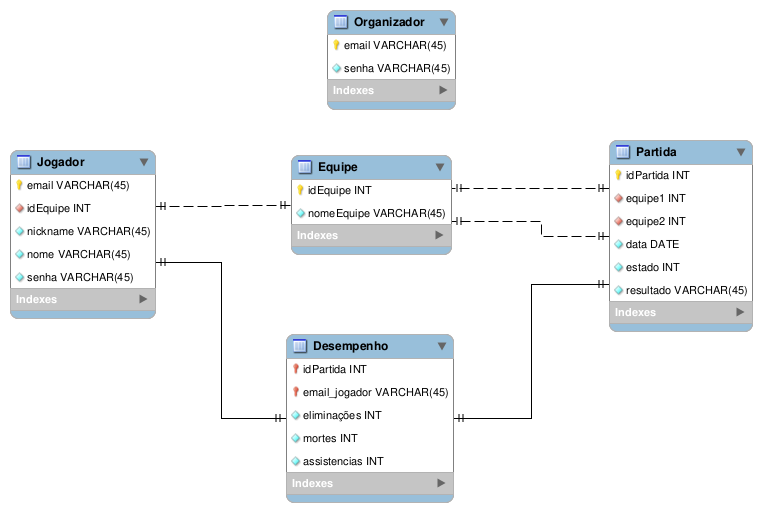 Organizador
email VARCHAR(45)
senha VARCHAR(45)
Indexes
Jogador
email VARCHAR(45)
idEquipe INT
nickname VARCHAR(45)
nome VARCHAR(45)
senha VARCHAR(45)
Indexes
Equipe
idEquipe INT
nomeEquipe VARCHAR(45)
Indexes
Partida
idPartida INT
equipe1 INT
equipe2 INT
data DATE
estado INT
resultado VARCHAR(45)
Indexes
Desempenho
idPartida INT
email_jogador VARCHAR(45)
eliminações INT
mortes INT
assistencias INT
Indexes